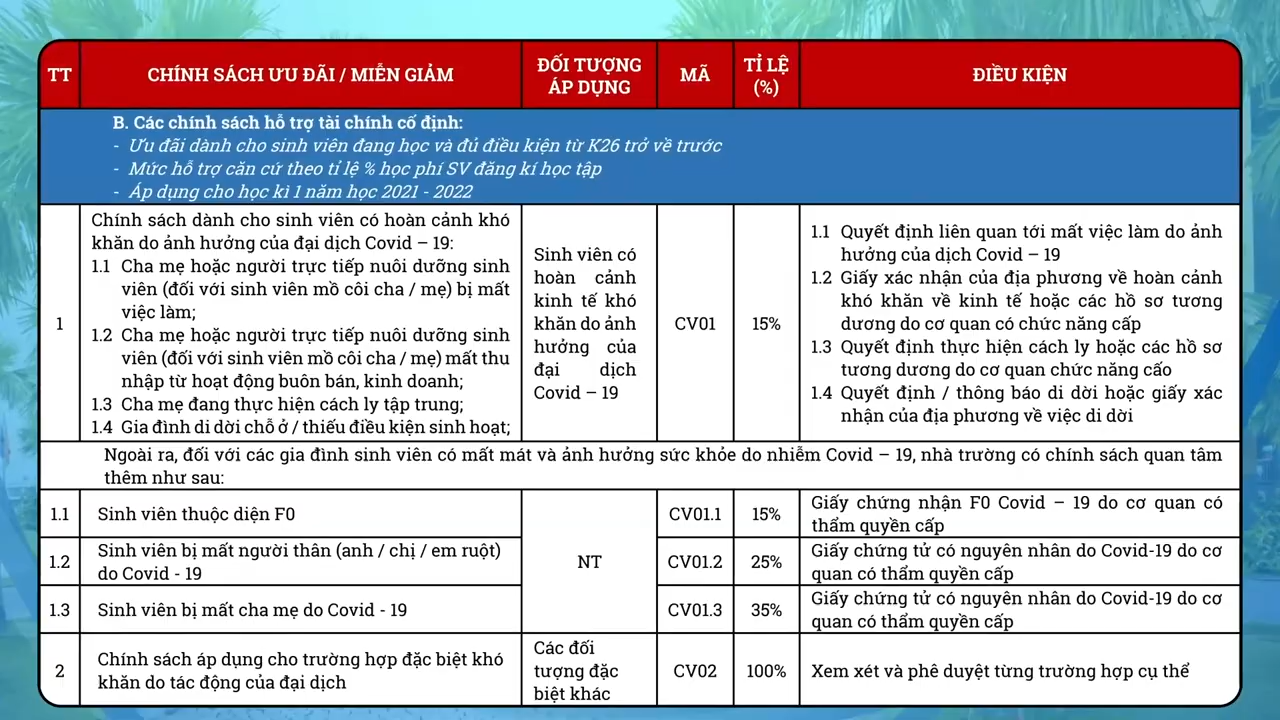 TT
CHÍNH SÁCH ƯU ĐÃI / MIỄN GIẢM
ĐỐI TƯỢNG
ÁP DỤNG
MÃ
TỈ LỆ
(%)
ĐIỀU KIỆN
B. Các chính sách hỗ trợ tài chính cố định:
- Ưu đãi dành cho sinh viên đang học và đủ điều kiện từ K26 trở về trước
- Mức hỗ trợ căn cứ theo tỉ lệ % học phí SV đăng kí học tập
- Áp dụng cho học kì 1 năm học 2021 - 2022
1
Chính sách dành cho sinh viên có hoàn cảnh khó
khăn do ảnh hưởng của đại dịch Covid – 19:
1.1 Cha mẹ hoặc người trực tiếp nuôi dưỡng sinh
viên (đối với sinh viên mồ côi cha / mẹ) bị mất
việc làm;
1.2 Cha mẹ hoặc người trực tiếp nuôi dưỡng sinh
viên (đối với sinh viên mồ côi cha / mẹ) mất thu
nhập từ hoạt động buôn bán, kinh doanh;
1.3 Cha mẹ đang thực hiện cách ly tập trung;
1.4 Gia đình di dời chỗ ở / thiếu điều kiện sinh hoạt;
Sinh viên có
hoàn cảnh
kinh tế khó
khăn do ảnh
hưởng của
đại dịch
Covid – 19
CV01
15%
1.1 Quyết định liên quan tới mất việc làm do ảnh
hưởng của dịch Covid – 19
1.2 Giấy xác nhận của địa phương về hoàn cảnh
khó khăn về kinh tế hoặc các hồ sơ tương
dương do cơ quan có chức năng cấp
1.3 Quyết định thực hiện cách ly hoặc các hồ sơ
tương dương do cơ quan chức năng cấo
1.4 Quyết định / thông báo di dời hoặc giấy xác
nhận của địa phương về việc di dời
Ngoài ra, đối với các gia đình sinh viên có mất mát và ảnh hưởng sức khỏe do nhiễm Covid – 19, nhà trường có chính sách quan tâm
thêm như sau:
1.1
Sinh viên thuộc diện F0
NT
CV01.1
15%
Giấy chứng nhận F0 Covid – 19 do cơ quan có
thẩm quyền cấp
1.2
Sinh viên bị mất người thân (anh / chị / em ruột)
do Covid - 19
CV01.2
25%
Giấy chứng tử có nguyên nhân do Covid-19 do cơ
quan có thẩm quyền cấp
1.3
Sinh viên bị mất cha mẹ do Covid - 19
CV01.3
35%
Giấy chứng tử có nguyên nhân do Covid-19 do cơ
quan có thẩm quyền cấp
2
Chính sách áp dụng cho trường hợp đặc biệt khó
khăn do tác động của đại dịch
Các đối
tượng đặc
biệt khác
CV02
100%
Xem xét và phê duyệt từng trường hợp cụ thể